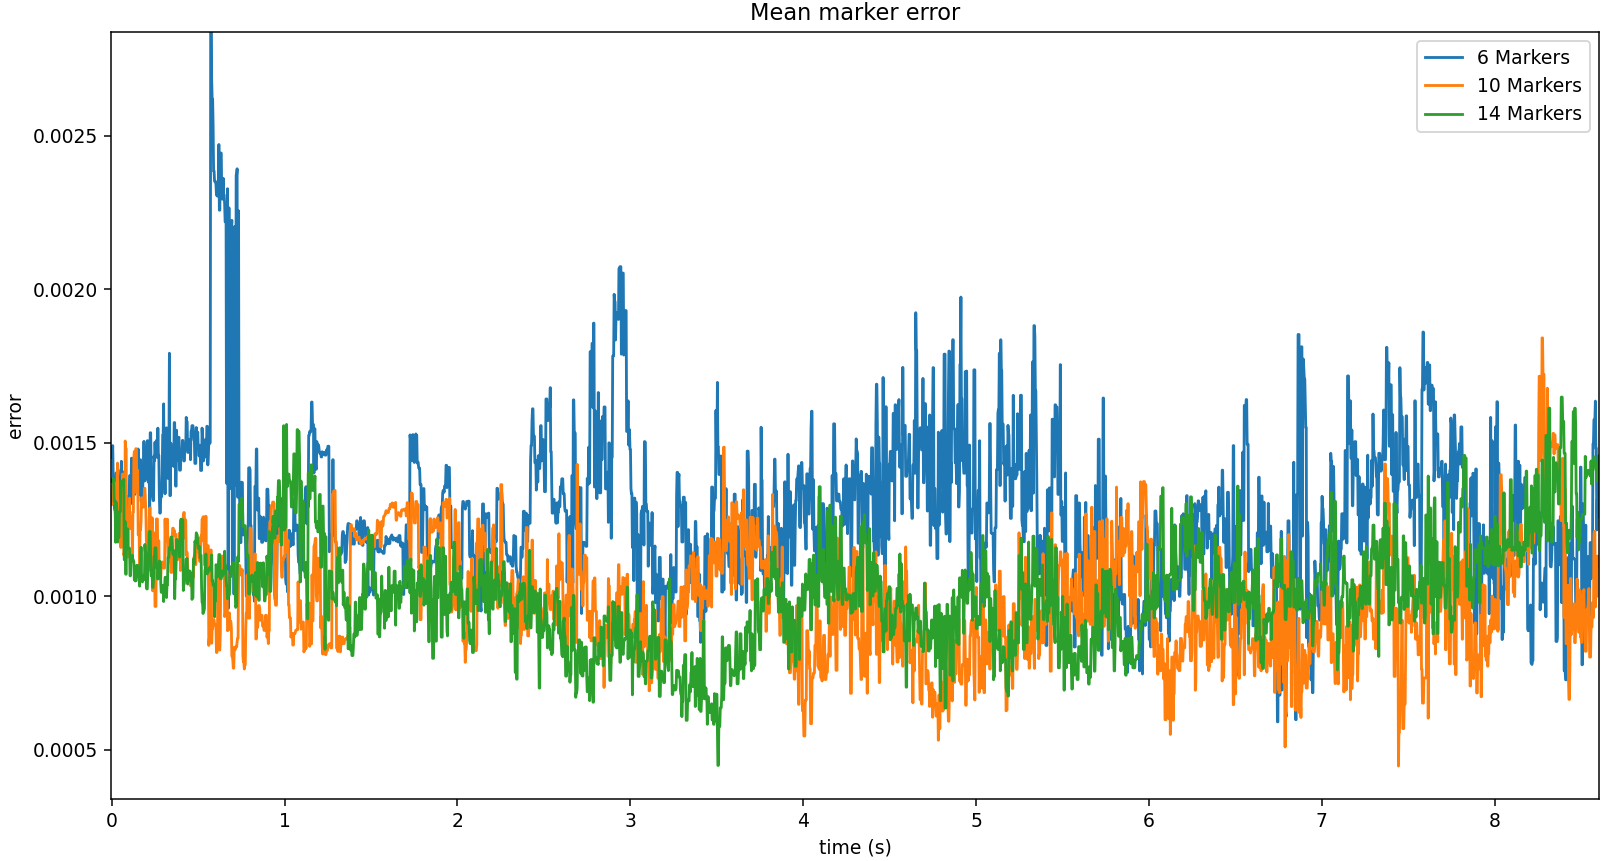 Mean marker error
6 Markers
10 Markers
14 Markers
0.0025
0.0020
0.0015
0.0010
0.0005
error
0 1 2 3 4 5 6 7 8
time (s)